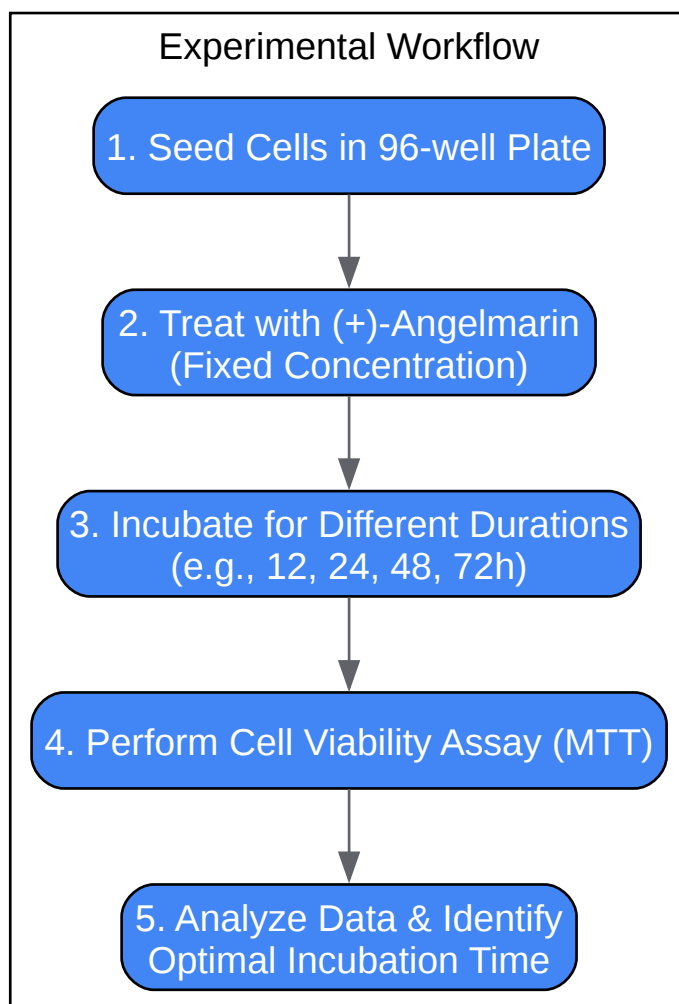 Experimental Workflow
1. Seed Cells in 96-well Plate
2. Treat with (+)-Angelmarin
(Fixed Concentration)
3. Incubate for Different Durations
(e.g., 12, 24, 48, 72h)
4. Perform Cell Viability Assay (MTT)
5. Analyze Data & Identify
Optimal Incubation Time